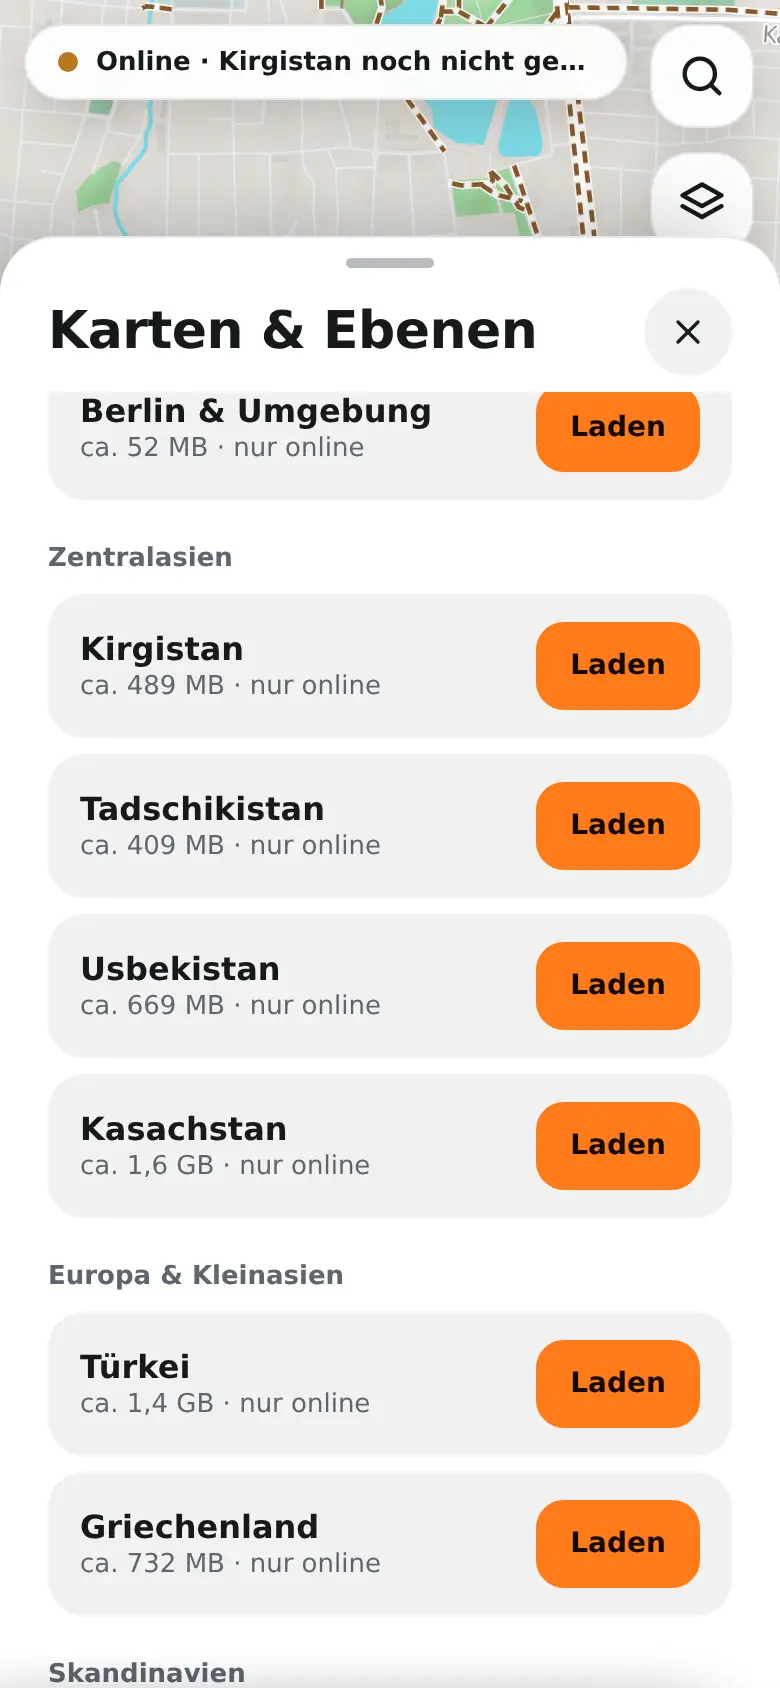 Online · Kirgistan noch nicht ge…
Karten & Ebenen
Berlin & Umgebung
ca. 52 MB · nur online
Laden
Zentralasien
Kirgistan
ca. 489 MB · nur online
Laden
Tadschikistan
ca. 409 MB · nur online
Laden
Usbekistan
ca. 669 MB · nur online
Laden
Kasachstan
ca. 1,6 GB · nur online
Laden
Europa & Kleinasien
Türkei
ca. 1,4 GB · nur online
Laden
Griechenland
ca. 732 MB · nur online
Laden
Skandinavien